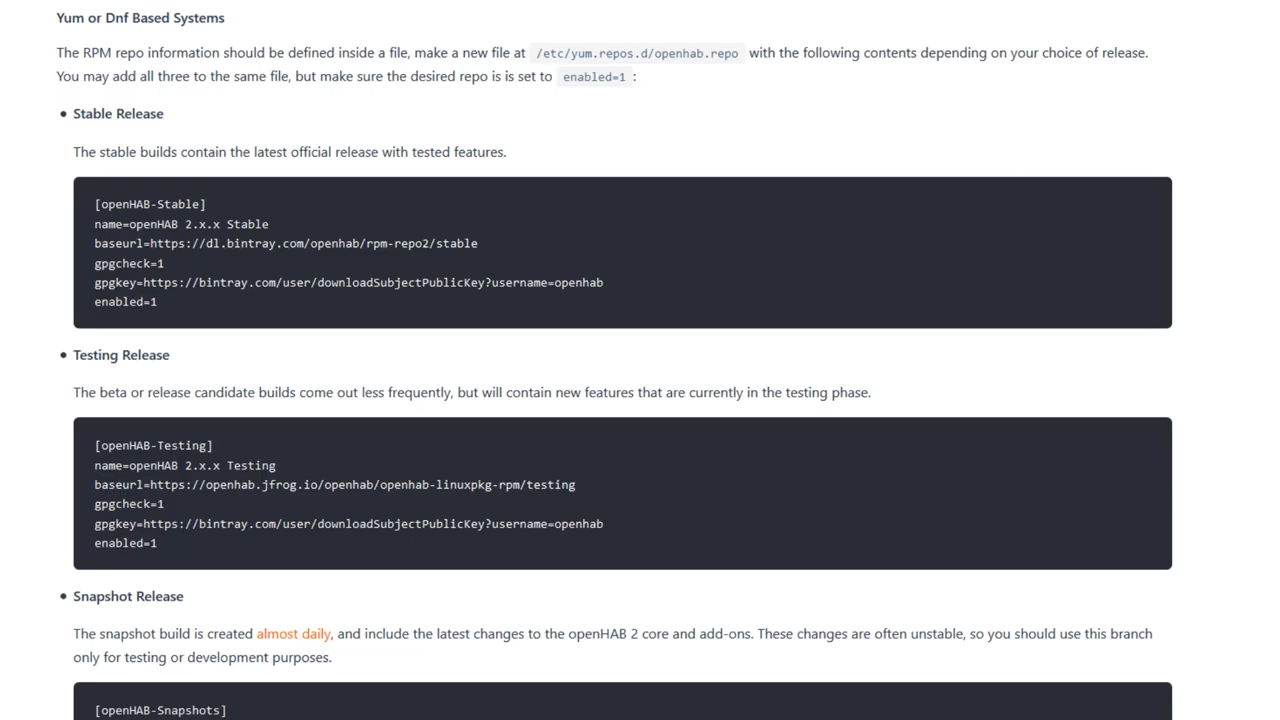 Yum or Dnf Based Systems
The RPM repo information should be defined inside a file, make a new file at /etc/yum.repos.d/openhab.repo with the following contents depending on your choice of release.
You may add all three to the same file, but make sure the desired repo is is set to enabled=1 :
• Stable Release
The stable builds contain the latest official release with tested features.
[openHAB-Stable]
name=openHAB 2.x.x Stable
baseurl=https://dl.bintray.com/openhab/rpm-repo2/stable
gpgcheck=1
gpgkey=https://bintray.com/user/downloadSubjectPublicKey?username=openhab
enabled=1
• Testing Release
The beta or release candidate builds come out less frequently, but will contain new features that are currently in the testing phase.
[openHAB-Testing]
name=openHAB 2.x.x Testing
baseurl=https://openhab.jfrog.io/openhab/openhab-linuxpkg-rpm/testing
gpgcheck=1
gpgkey=https://bintray.com/user/downloadSubjectPublicKey?username=openhab
enabled=1
• Snapshot Release
The snapshot build is created almost daily, and include the latest changes to the openHAB 2 core and add-ons. These changes are often unstable, so you should use this branch
only for testing or development purposes.
[openHAB-Snapshots]